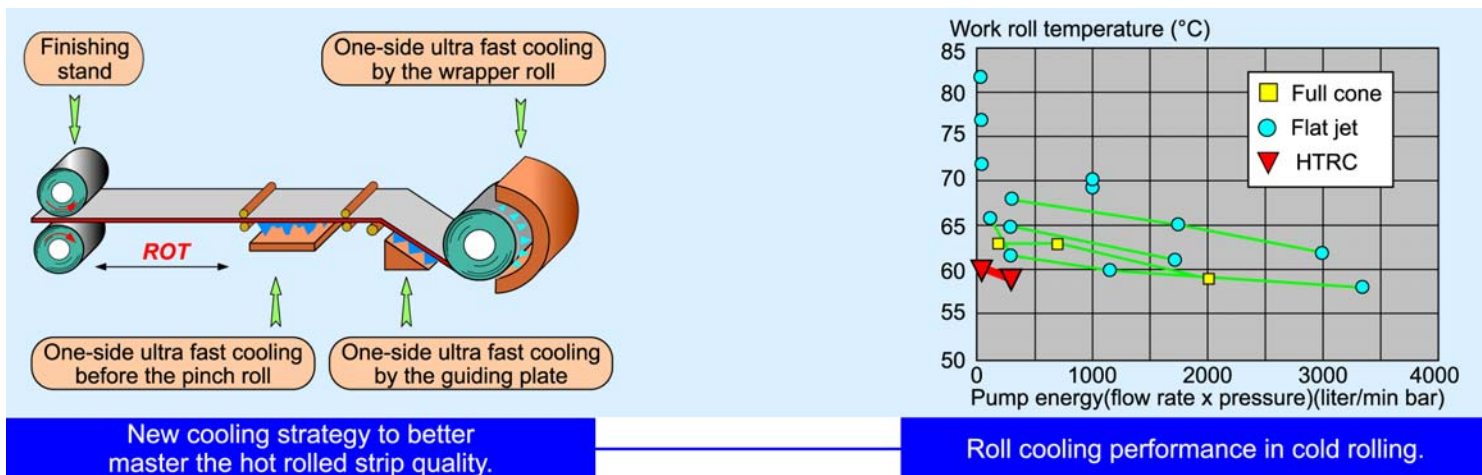 Finishing
stand
One-side ultra fast cooling
by the wrapper roll
ROT
One-side ultra fast cooling
before the pinch roll
One-side ultra fast cooling
by the guiding plate
New cooling strategy to better
master the hot rolled strip quality.
Work roll temperature (°C)
85
80
75
70
65
60
55
50
Full cone
Flat jet
HTRC
0 1000 2000 3000 4000
Pump energy(flow rate x pressure)(liter/min bar)
Roll cooling performance in cold rolling.